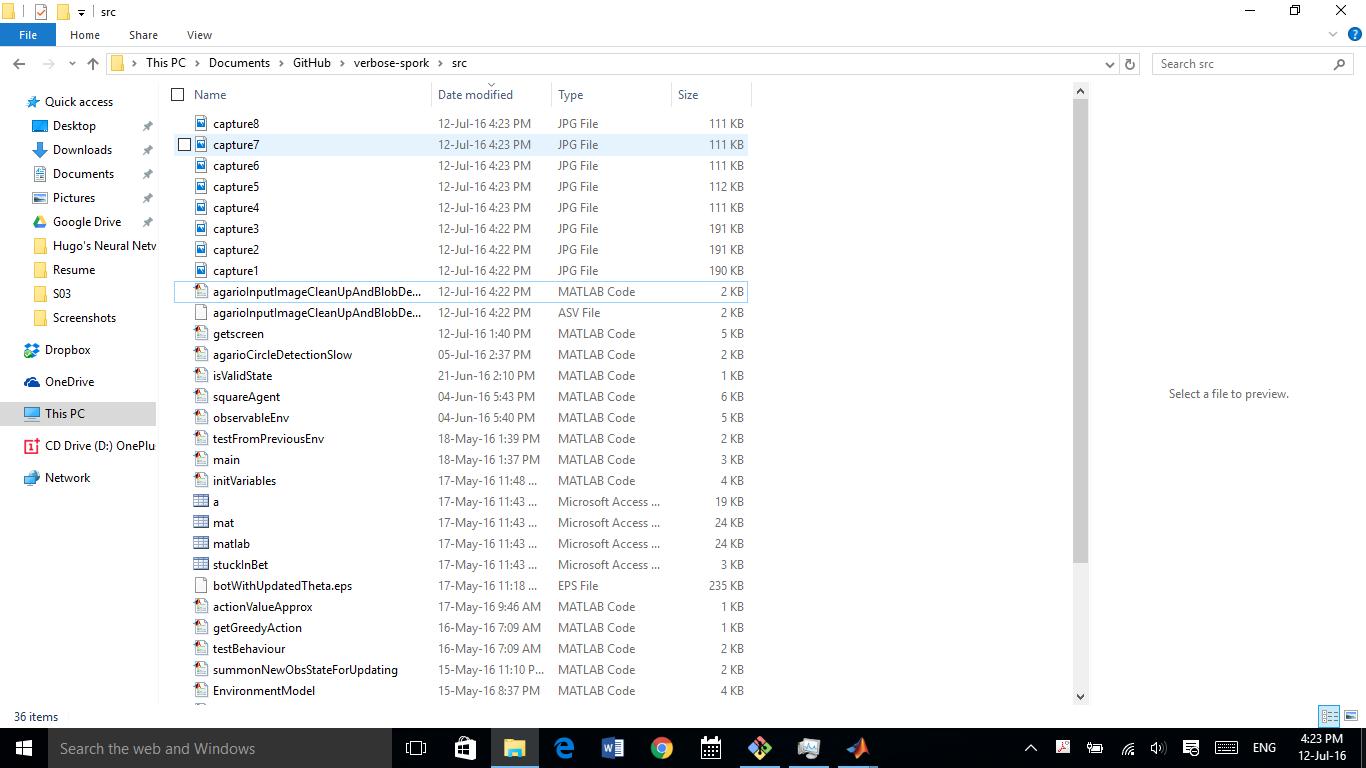 src
File Home Share View
This PC Documents GitHub verbose-spork src Search src
Name Date modified Type Size
Quick access
Desktop
Downloads
Documents
Pictures
Google Drive
Hugo's Neural Netw
Resume
S03
Screenshots
Dropbox
OneDrive
This PC
CD Drive (D:) OnePlu
Network
capture8 12-Jul-16 4:23 PM JPG File 111 KB
capture7 12-Jul-16 4:23 PM JPG File 111 KB
capture6 12-Jul-16 4:23 PM JPG File 111 KB
capture5 12-Jul-16 4:23 PM JPG File 112 KB
capture4 12-Jul-16 4:23 PM JPG File 111 KB
capture3 12-Jul-16 4:22 PM JPG File 191 KB
capture2 12-Jul-16 4:22 PM JPG File 191 KB
capture1 12-Jul-16 4:22 PM JPG File 190 KB
agarioInputImageCleanUpAndBlobDe... 12-Jul-16 4:22 PM MATLAB Code 2 KB
agarioInputImageCleanUpAndBlobDe... 12-Jul-16 4:22 PM ASV File 2 KB
getscreen 12-Jul-16 1:40 PM MATLAB Code 5 KB
agarioCircleDetectionSlow 05-Jul-16 2:37 PM MATLAB Code 2 KB
isValidState 21-Jun-16 2:10 PM MATLAB Code 1 KB
squareAgent 04-Jun-16 5:43 PM MATLAB Code 6 KB
observableEnv 04-Jun-16 5:40 PM MATLAB Code 5 KB
testFromPreviousEnv 18-May-16 1:39 PM MATLAB Code 2 KB
main 18-May-16 1:37 PM MATLAB Code 3 KB
initVariables 17-May-16 11:48 ... MATLAB Code 4 KB
a 17-May-16 11:43 ... Microsoft Access ... 19 KB
mat 17-May-16 11:43 ... Microsoft Access ... 24 KB
matlab 17-May-16 11:43 ... Microsoft Access ... 24 KB
stuckInBet 17-May-16 11:43 ... Microsoft Access ... 3 KB
botWithUpdatedTheta.eps 17-May-16 11:18 ... EPS File 235 KB
actionValueApprox 17-May-16 9:46 AM MATLAB Code 1 KB
getGreedyAction 16-May-16 7:09 AM MATLAB Code 1 KB
testBehaviour 16-May-16 7:09 AM MATLAB Code 2 KB
summonNewObsStateForUpdating 15-May-16 11:10 P... MATLAB Code 2 KB
EnvironmentModel 15-May-16 8:37 PM MATLAB Code 4 KB
Select a file to preview.
36 items
Search the web and Windows
ENG
4:23 PM
12-Jul-16